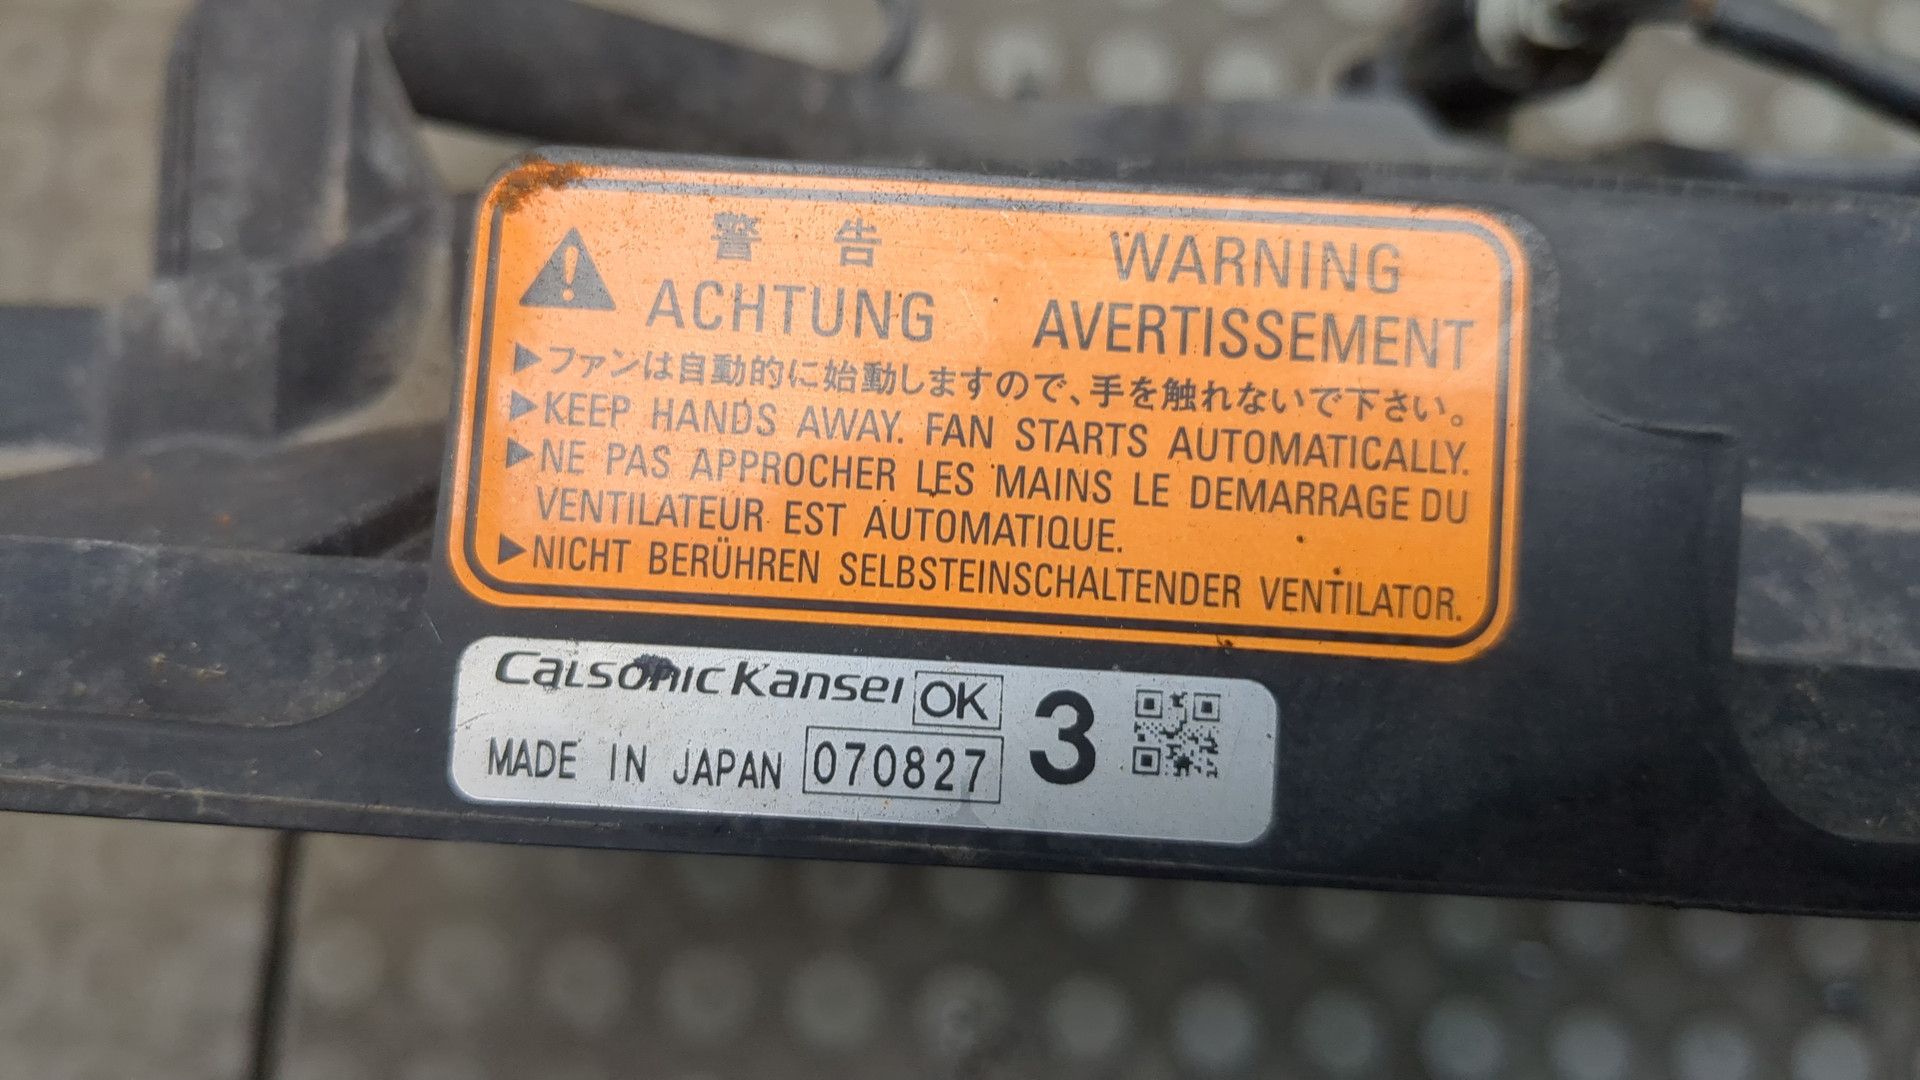 警告 WARNING
ACHTUNG AVERTISSEMENT
▶ファンは自動的に始動しますので、手を触れないで下さい。
▶KEEP HANDS AWAY. FAN STARTS AUTOMATICALLY.
▶NE PAS APPROCHER LES MAINS LE DEMARRAGE DU
VENTILATEUR EST AUTOMATIQUE.
▶NICHT BERÜHREN SELBSTEINSCHALTENDER VENTILATOR.
CALSONIC KANSEI OK 3
MADE IN JAPAN 070827